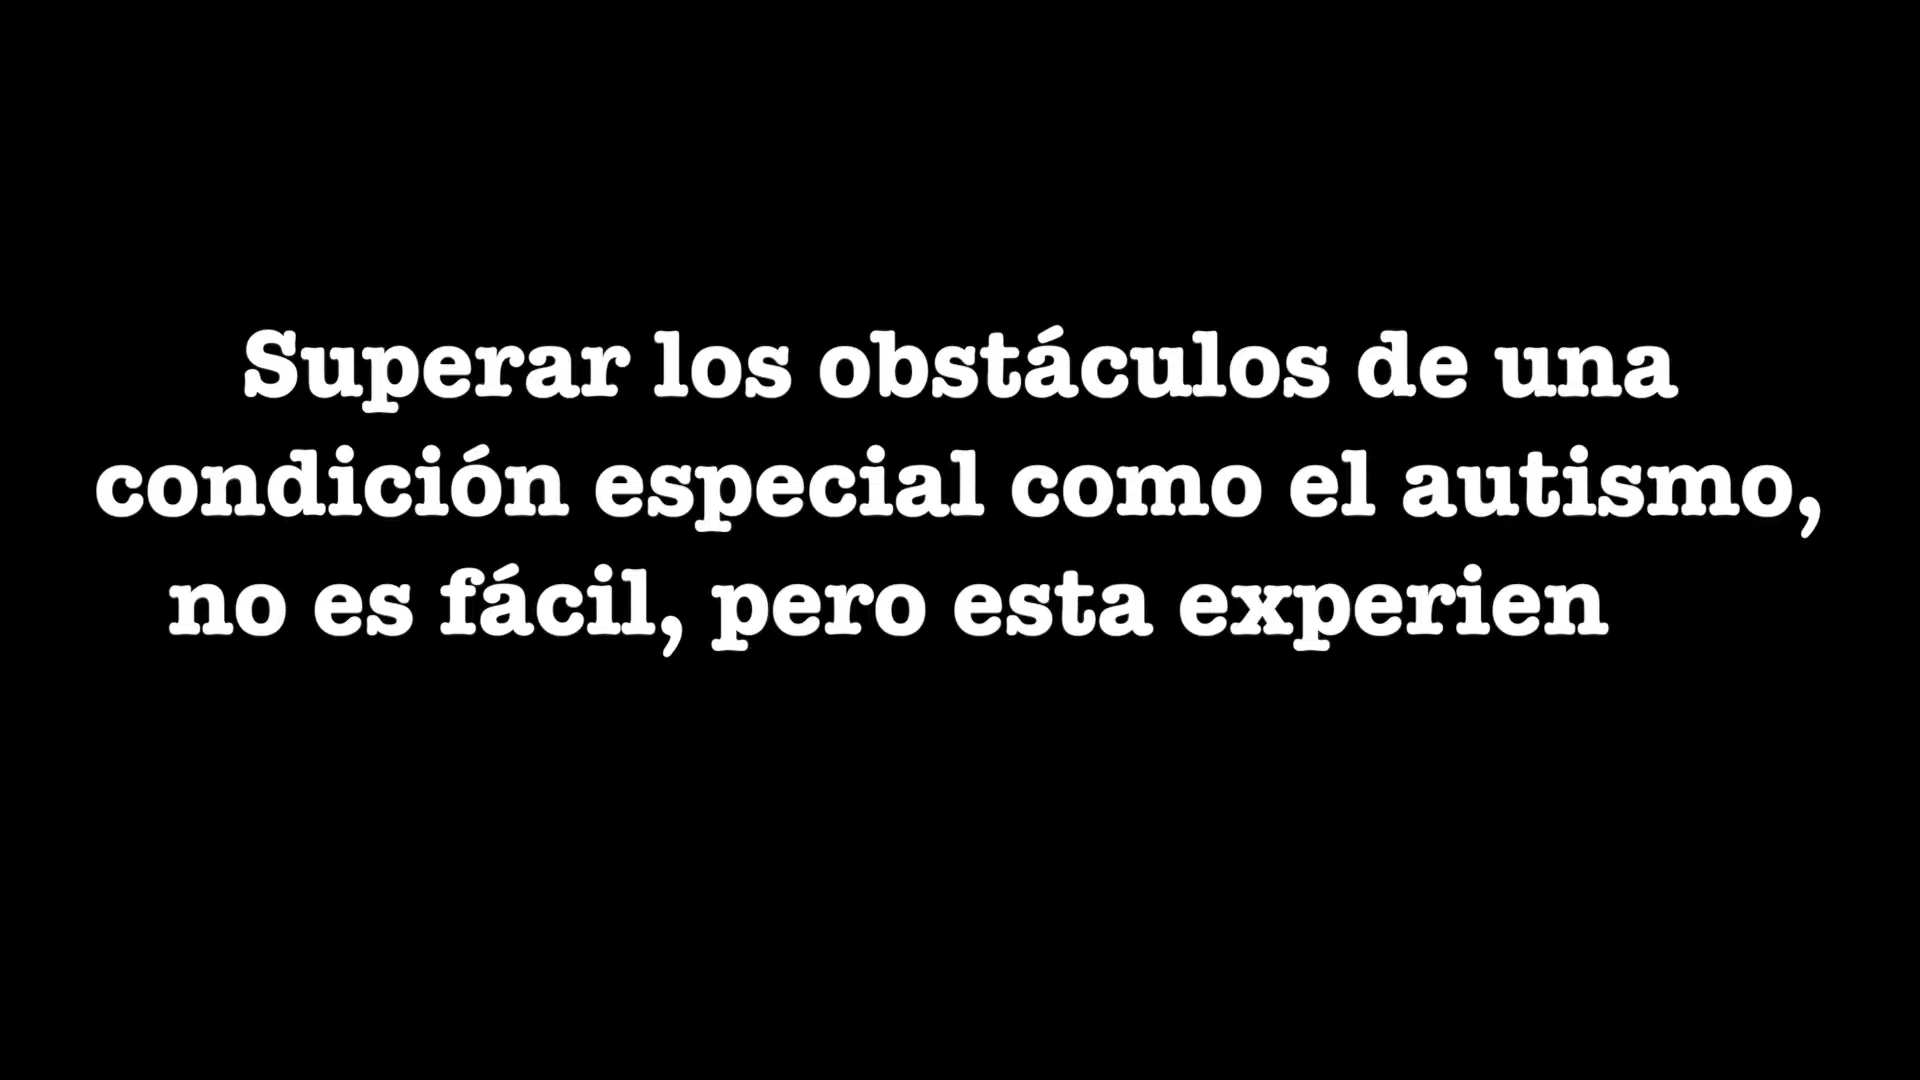 Superar los obstáculos de una
condición especial como el autismo,
no es fácil, pero esta experien